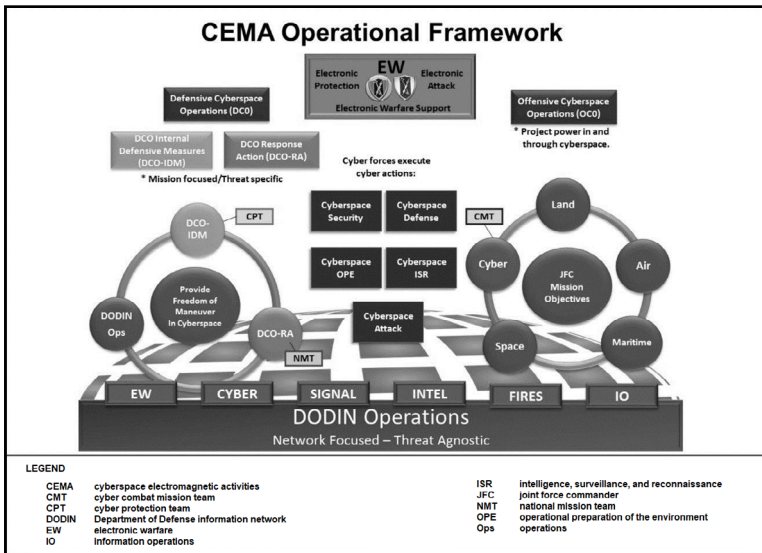 CEMA Operational Framework
EW
Electronic
Protection
Electronic
Attack
Electronic Warfare Support
Defensive Cyberspace
Operations (DC0)
Offensive Cyberspace
Operations (OC0)
* Project power in and
through cyberspace.
DCO Internal
Defensive Measures
(DCO-IDM)
DCO Response
Action (DCO-RA)
* Mission focused/Threat specific
Cyber forces execute
cyber actions:
Cyberspace
Security
Cyberspace
Defense
Cyberspace
OPE
Cyberspace
ISR
Cyberspace
Attack
DCO-
IDM
CPT
Provide
Freedom of
Maneuver
In Cyberspace
DODIN
Ops
DCO-RA
NMT
CMT
Land
Cyber
Air
JFC
Mission
Objectives
Space
Maritime
EW
CYBER
SIGNAL
INTEL
FIRES
IO
DODIN Operations
Network Focused – Threat Agnostic
LEGEND
CEMA cyberspace electromagnetic activities
CMT cyber combat mission team
CPT cyber protection team
DODIN Department of Defense information network
EW electronic warfare
IO information operations
ISR intelligence, surveillance, and reconnaissance
JFC joint force commander
NMT national mission team
OPE operational preparation of the environment
Ops operations